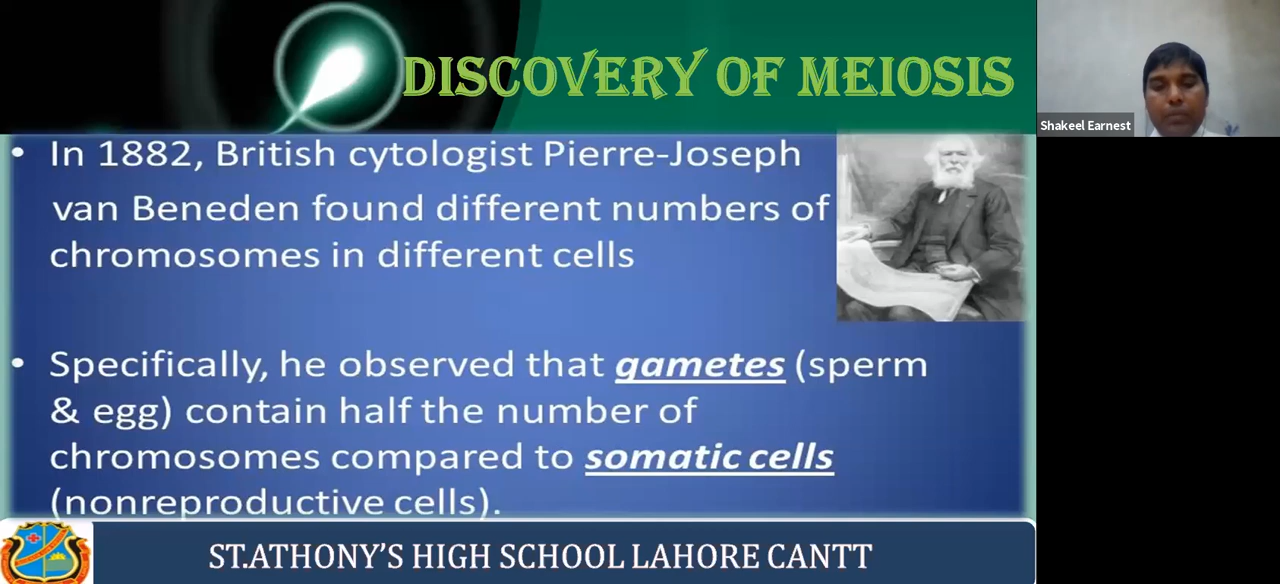 DISCOVERY OF MEIOSIS
Shakeel Earnest
• In 1882, British cytologist Pierre-Joseph
van Beneden found different numbers of
chromosomes in different cells
• Specifically, he observed that gametes (sperm
& egg) contain half the number of
chromosomes compared to somatic cells
(nonreproductive cells).
ST.ATHONY'S HIGH SCHOOL LAHORE CANTT